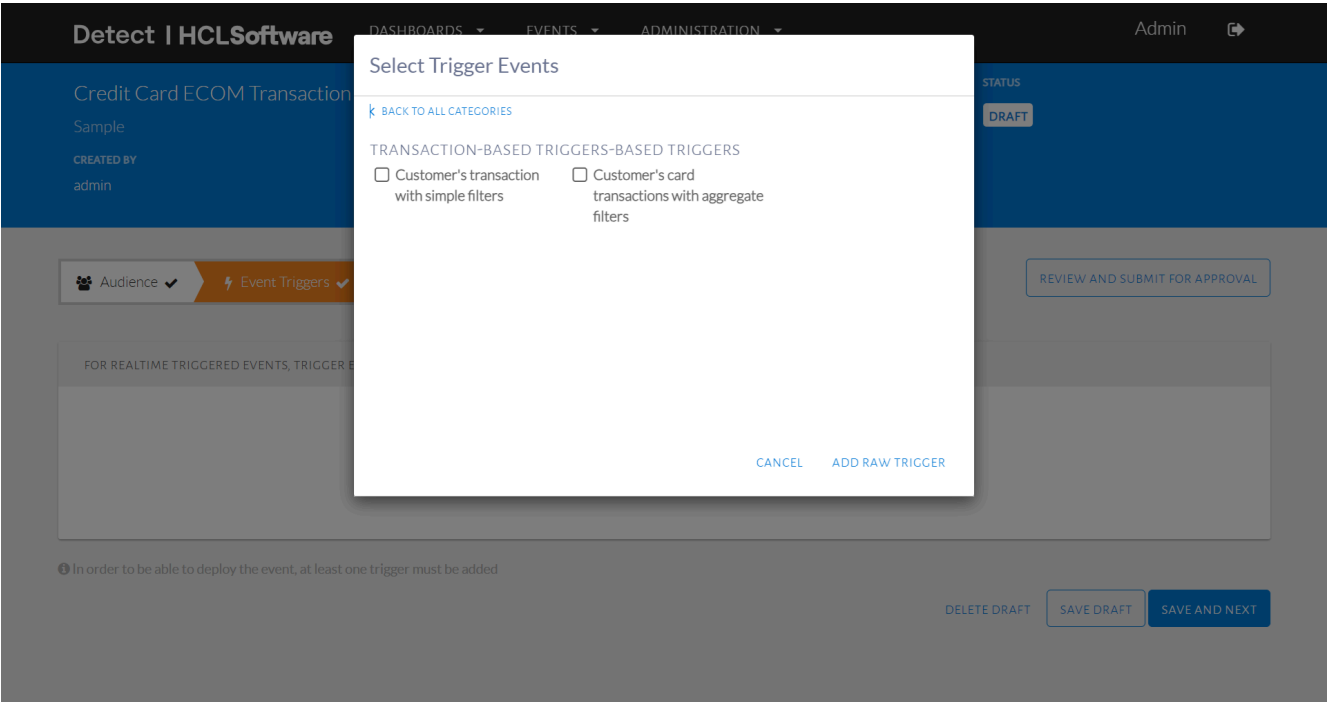 Detect | HCLSoftware
DASHBOARDS
EVENTS
ADMINISTRATION
Admin
Select Trigger Events
Credit Card ECOM Transaction
Sample
CREATED BY
admin
STATUS
DRAFT
BACK TO ALL CATEGORIES
TRANSACTION-BASED TRIGGERS-BASED TRIGGERS
Customer's transaction
with simple filters
Customer's card
transactions with aggregate
filters
Audience
Event Triggers
REVIEW AND SUBMIT FOR APPROVAL
FOR REALTIME TRIGGERED EVENTS, TRIGGER
CANCEL
ADD RAW TRIGGER
In order to be able to deploy the event, at least one trigger must be added
DELETE DRAFT
SAVE DRAFT
SAVE AND NEXT